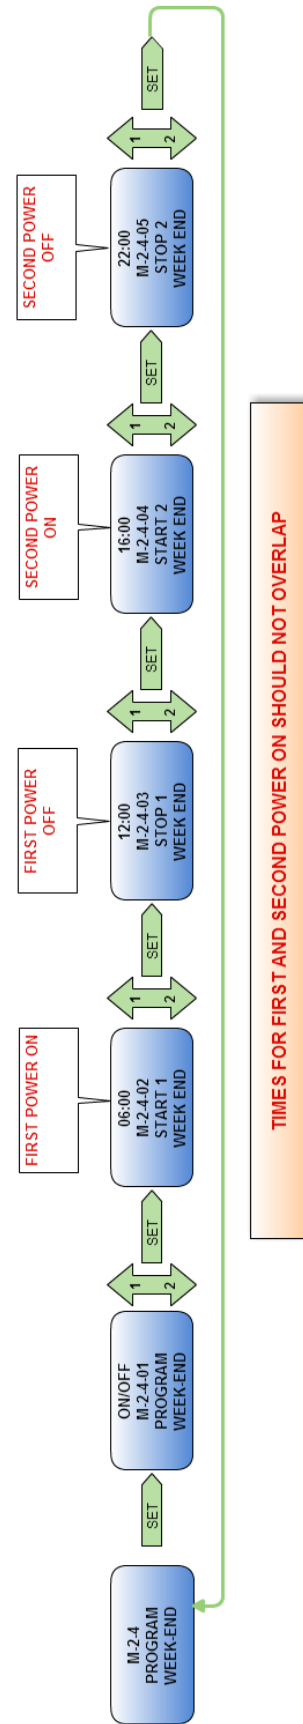 M-2-4
PROGRAM
WEEK-END
SET
ON/OFF
M-2-4-01
PROGRAM
WEEK-END
1
2
SET
FIRST POWER ON
06:00
M-2-4-02
START 1
WEEK END
1
2
SET
FIRST POWER
OFF
12:00
M-2-4-03
STOP 1
WEEK END
1
2
SET
SECOND POWER
ON
16:00
M-2-4-04
START 2
WEEK END
1
2
SET
SECOND POWER
OFF
22:00
M-2-4-05
STOP 2
WEEK END
1
2
SET
TIMES FOR FIRST AND SECOND POWER ON SHOULD NOT OVERLAP